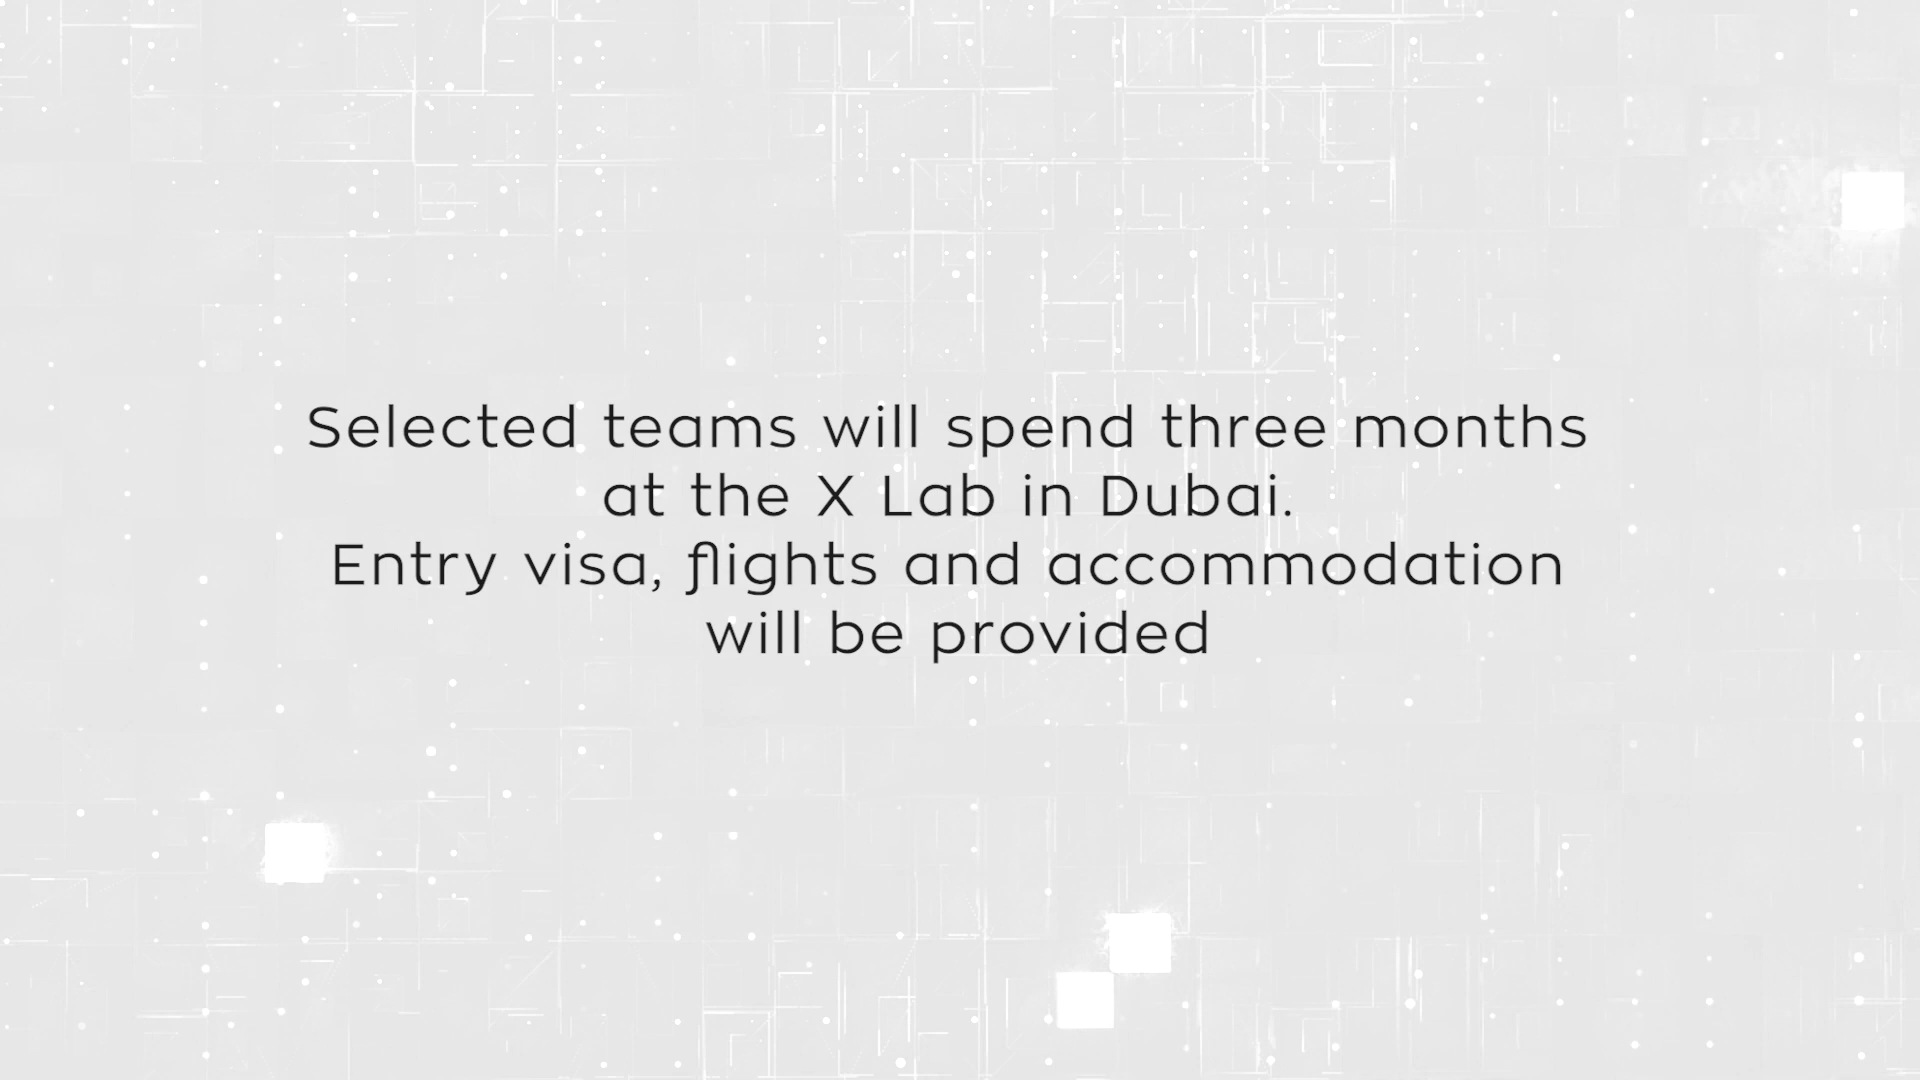 Selected teams will spend three months
at the X Lab in Dubai.
Entry visa, flights and accommodation
will be provided